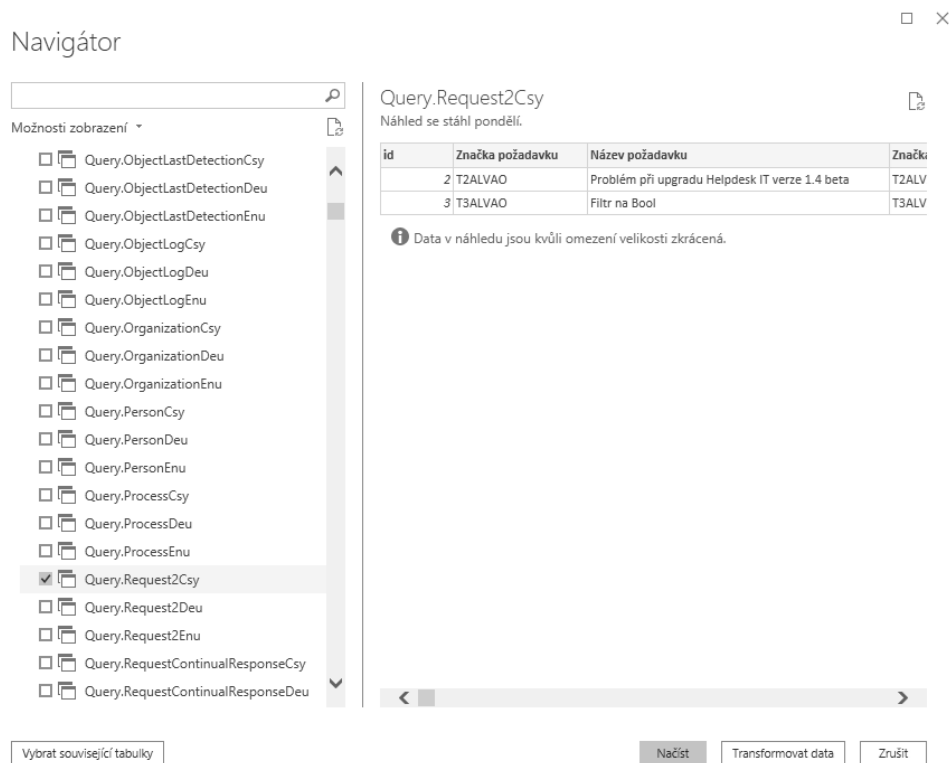 Navigátor
Možnosti zobrazení
Query.ObjectLastDetectionCsy
Query.ObjectLastDetectionDeu
Query.ObjectLastDetectionEnu
Query.ObjectLogCsy
Query.ObjectLogDeu
Query.ObjectLogEnu
Query.OrganizationCsy
Query.OrganizationDeu
Query.OrganizationEnu
Query.PersonCsy
Query.PersonDeu
Query.PersonEnu
Query.ProcessCsy
Query.ProcessDeu
Query.ProcessEnu
Query.Request2Csy
Query.Request2Deu
Query.Request2Enu
Query.RequestContinualResponseCsy
Query.RequestContinualResponseDeu
Query.Request2Csy
Náhled se stáhl pondělí.
id Značka požadavku Název požadavku Značka
2 T2ALVAO Problém při upgradu Helpdesk IT verze 1.4 beta T2ALV
3 T3ALVAO Filtr na Bool T3ALV
Data v náhledu jsou kvůli omezení velikosti zkrácená.
Vybrat související tabulky
Načíst Transformovat data Zrušit